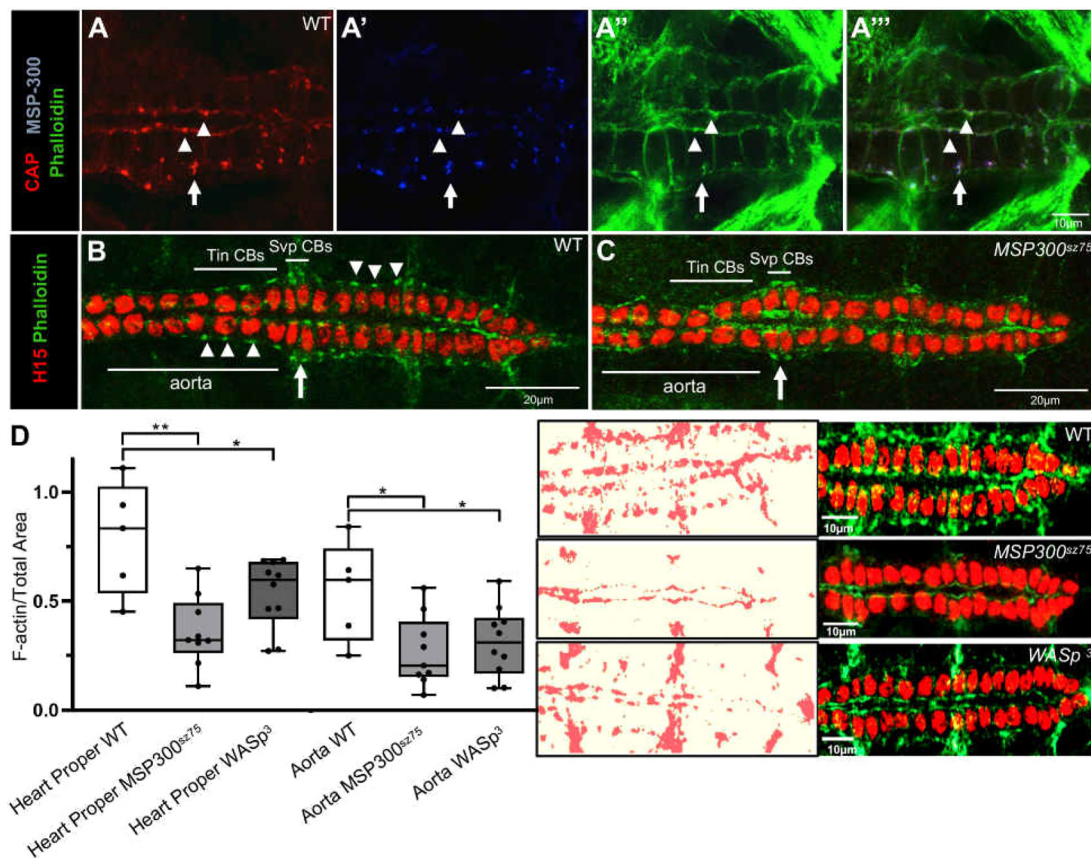 CAP MSP-300
Phalloidin
A WT
A'
A''
A'''
10µm
H15 Phalloidin
B WT
Tin CBs Svp CBs
aorta
20µm
C MSP300sz75
Tin CBs Svp CBs
aorta
20µm
D
F-actin/Total Area
1.0
0.5
0.0
** * * *
Heart Proper WT
Heart Proper MSP300sz75
Heart Proper WASp3
Aorta WT
Aorta MSP300sz75
Aorta WASp3
WT
10µm
MSP300sz75
10µm
WASp 3
10µm